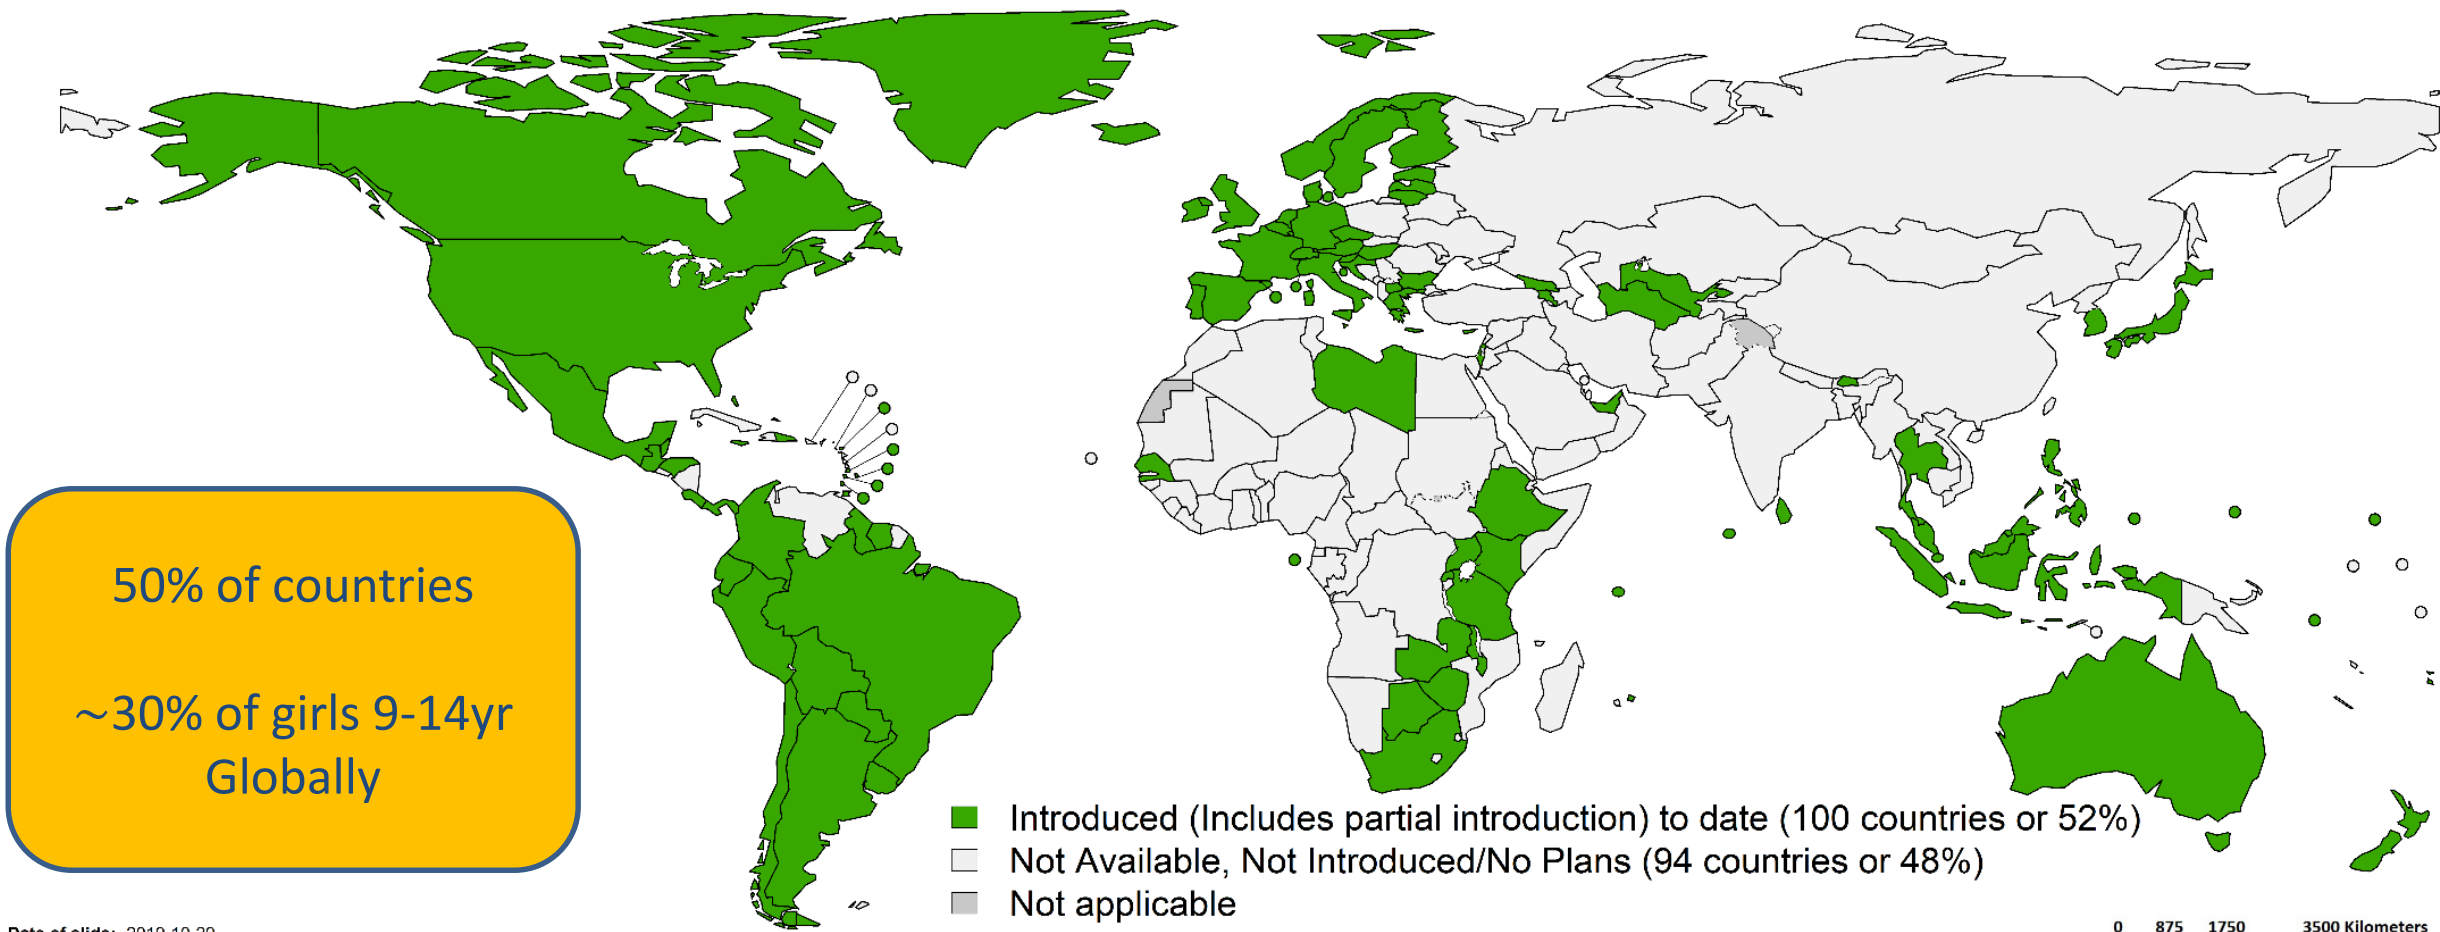 50% of countries
~30% of girls 9-14yr
Globally
Introduced (Includes partial introduction) to date (100 countries or 52%)
Not Available, Not Introduced/No Plans (94 countries or 48%)
Not applicable
0 875 1750 3500 Kilometers